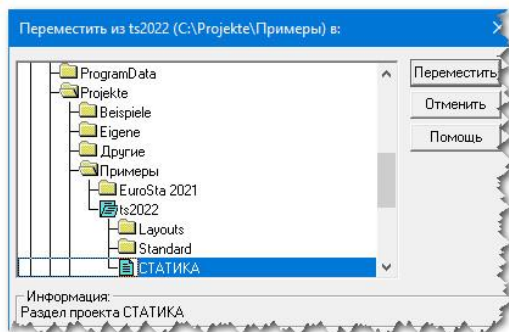 Переместить из ts2022 (C:\Projekte\Примеры) в:
ProgramData
Projekte
Beispiele
Eigene
Другие
Примеры
EuroSta 2021
ts2022
Layouts
Standard
СТАТИКА
Переместить
Отменить
Помощь
Информация:
Раздел проекта СТАТИКА